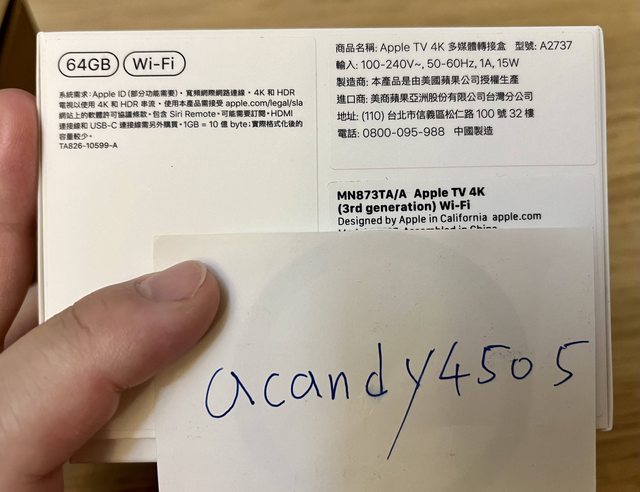 64GB Wi-Fi
系統需求：Apple ID (部分功能需要)，寬頻網際網路連線，4K 和 HDR
電視以使用 4K 和 HDR 串流。使用本產品需接受 apple.com/legal/sla
網站上的軟體許可協議條款。包含 Siri Remote。可能需要訂閱。HDMI
連接線和 USB-C 連接線需另外購買。1GB = 10 億 byte；實際格式化後的
容量較少。
TA826-10599-A
商品名稱: Apple TV 4K 多媒體轉接盒 型號: A2737
輸入: 100-240V~, 50-60Hz, 1A, 15W
製造商: 本產品是由美國蘋果公司授權生產
進口商: 美商蘋果亞洲股份有限公司台灣分公司
地址: (110) 台北市信義區松仁路 100 號 32 樓
電話: 0800-095-988 中國製造
MN873TA/A Apple TV 4K
(3rd generation) Wi-Fi
Designed by Apple in California apple.com
acandy4505